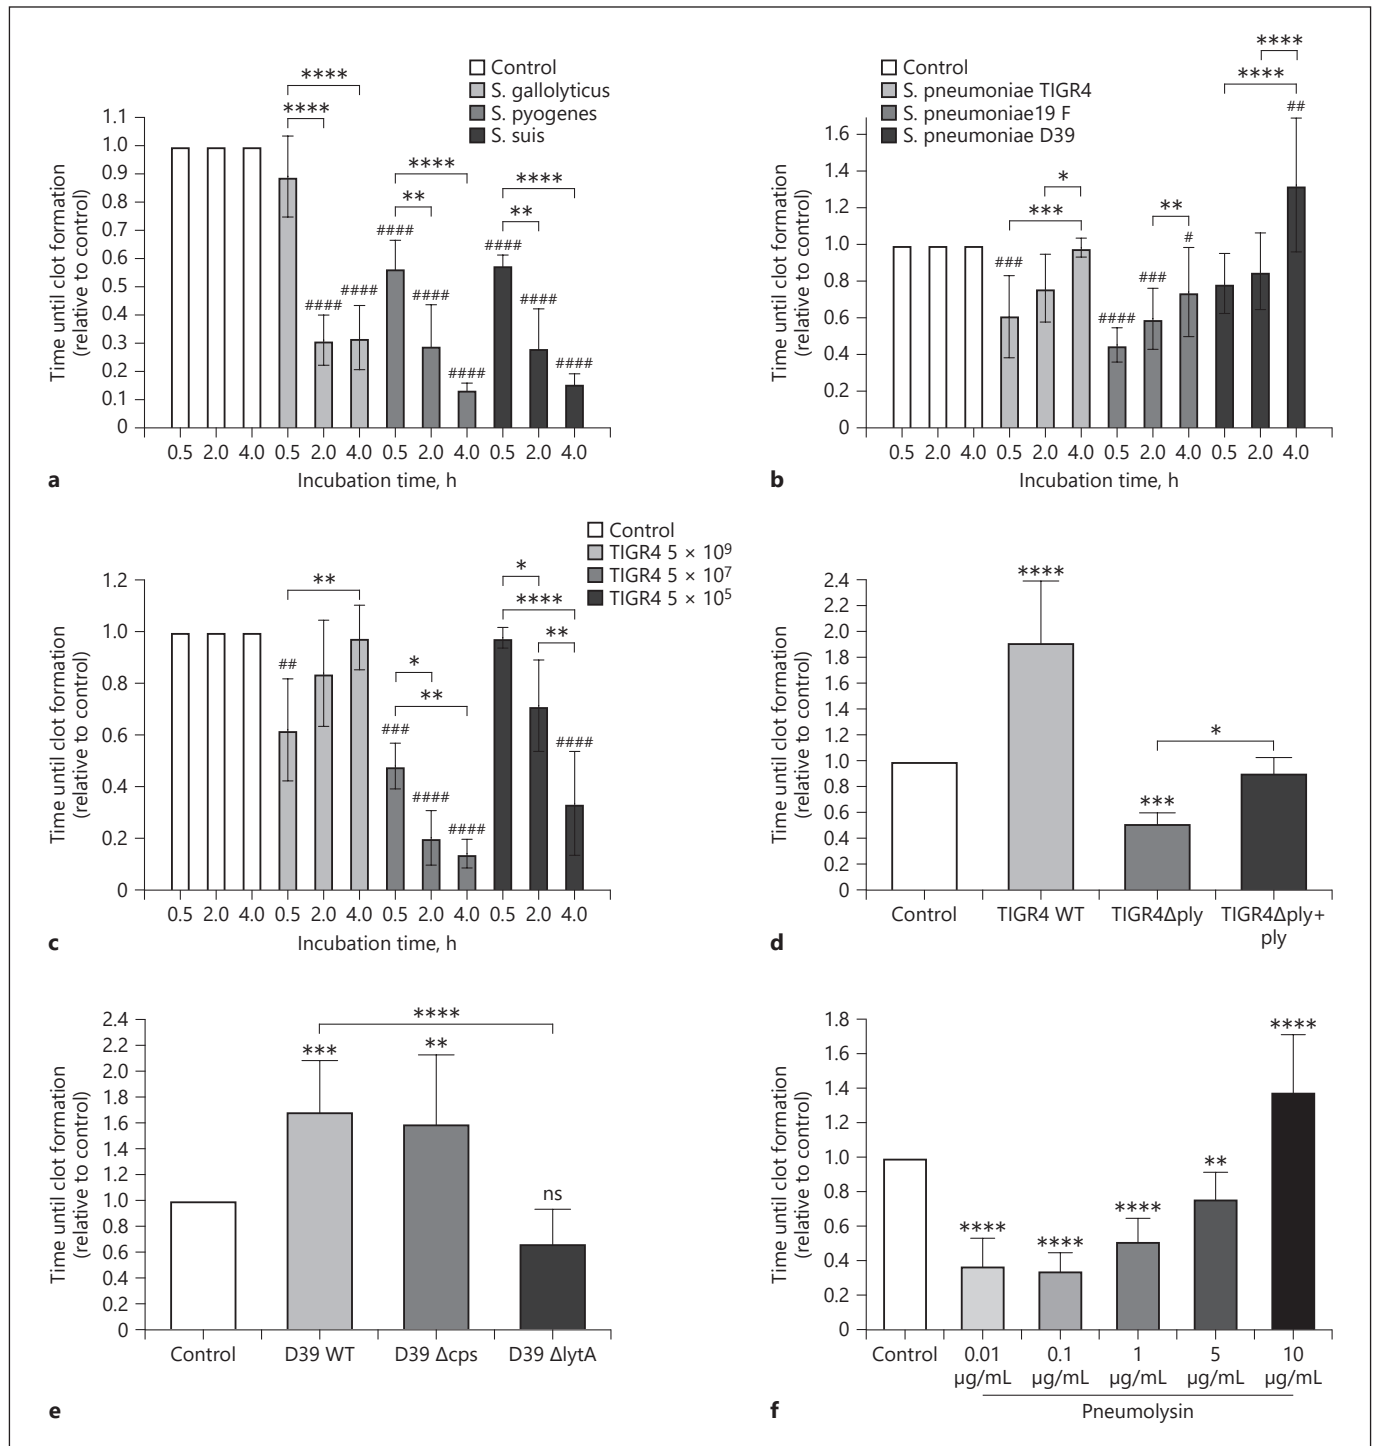 Control
S. gallolyticus
S. pyogenes
S. suis
**** ****
** **** ** ****
#### #### #### #### #### #### #### ####
Time until clot formation
(relative to control)
1.1
1.0
0.9
0.8
0.7
0.6
0.5
0.4
0.3
0.2
0.1
0
0.5 2.0 4.0 0.5 2.0 4.0 0.5 2.0 4.0 0.5 2.0 4.0
Incubation time, h
a
Control
S. pneumoniae TIGR4
S. pneumoniae19 F
S. pneumoniae D39
****
****
##
* *** ** #
### #### ###
Time until clot formation
(relative to control)
1.6
1.4
1.2
1.0
0.8
0.6
0.4
0.2
0
0.5 2.0 4.0 0.5 2.0 4.0 0.5 2.0 4.0 0.5 2.0 4.0
Incubation time, h
b
Control
TIGR4 5 × 10⁹
TIGR4 5 × 10⁷
TIGR4 5 × 10⁵
** * ** * **** **
## ### #### #### ####
Time until clot formation
(relative to control)
1.2
1.0
0.8
0.6
0.4
0.2
0
0.5 2.0 4.0 0.5 2.0 4.0 0.5 2.0 4.0 0.5 2.0 4.0
Incubation time, h
c
**** *** *
Time until clot formation
(relative to control)
2.4
2.2
2.0
1.8
1.6
1.4
1.2
1.0
0.8
0.6
0.4
0.2
0
Control TIGR4 WT TIGR4Δply TIGR4Δply+
ply
d
****
*** ** ns
Time until clot formation
(relative to control)
2.4
2.2
2.0
1.8
1.6
1.4
1.2
1.0
0.8
0.6
0.4
0.2
0
Control D39 WT D39 Δcps D39 ΔlytA
e
**** **** **** ** ****
Time until clot formation
(relative to control)
1.8
1.6
1.4
1.2
1.0
0.8
0.6
0.4
0.2
0
Control 0.01 0.1 1 5 10
µg/mL µg/mL µg/mL µg/mL µg/mL
Pneumolysin
f